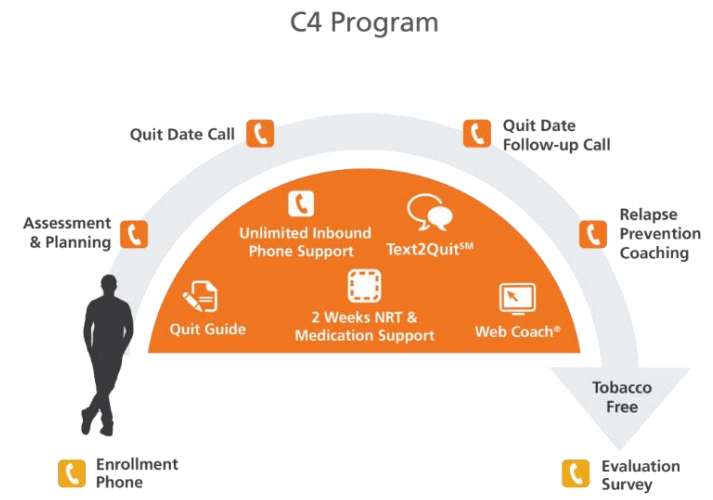 C4 Program
Quit Date Call
Quit Date
Follow-up Call
Assessment
& Planning
Relapse
Prevention
Coaching
Unlimited Inbound
Phone Support
Text2Quit℠
Quit Guide
2 Weeks NRT &
Medication Support
Web Coach®
Tobacco
Free
Enrollment
Phone
Evaluation
Survey